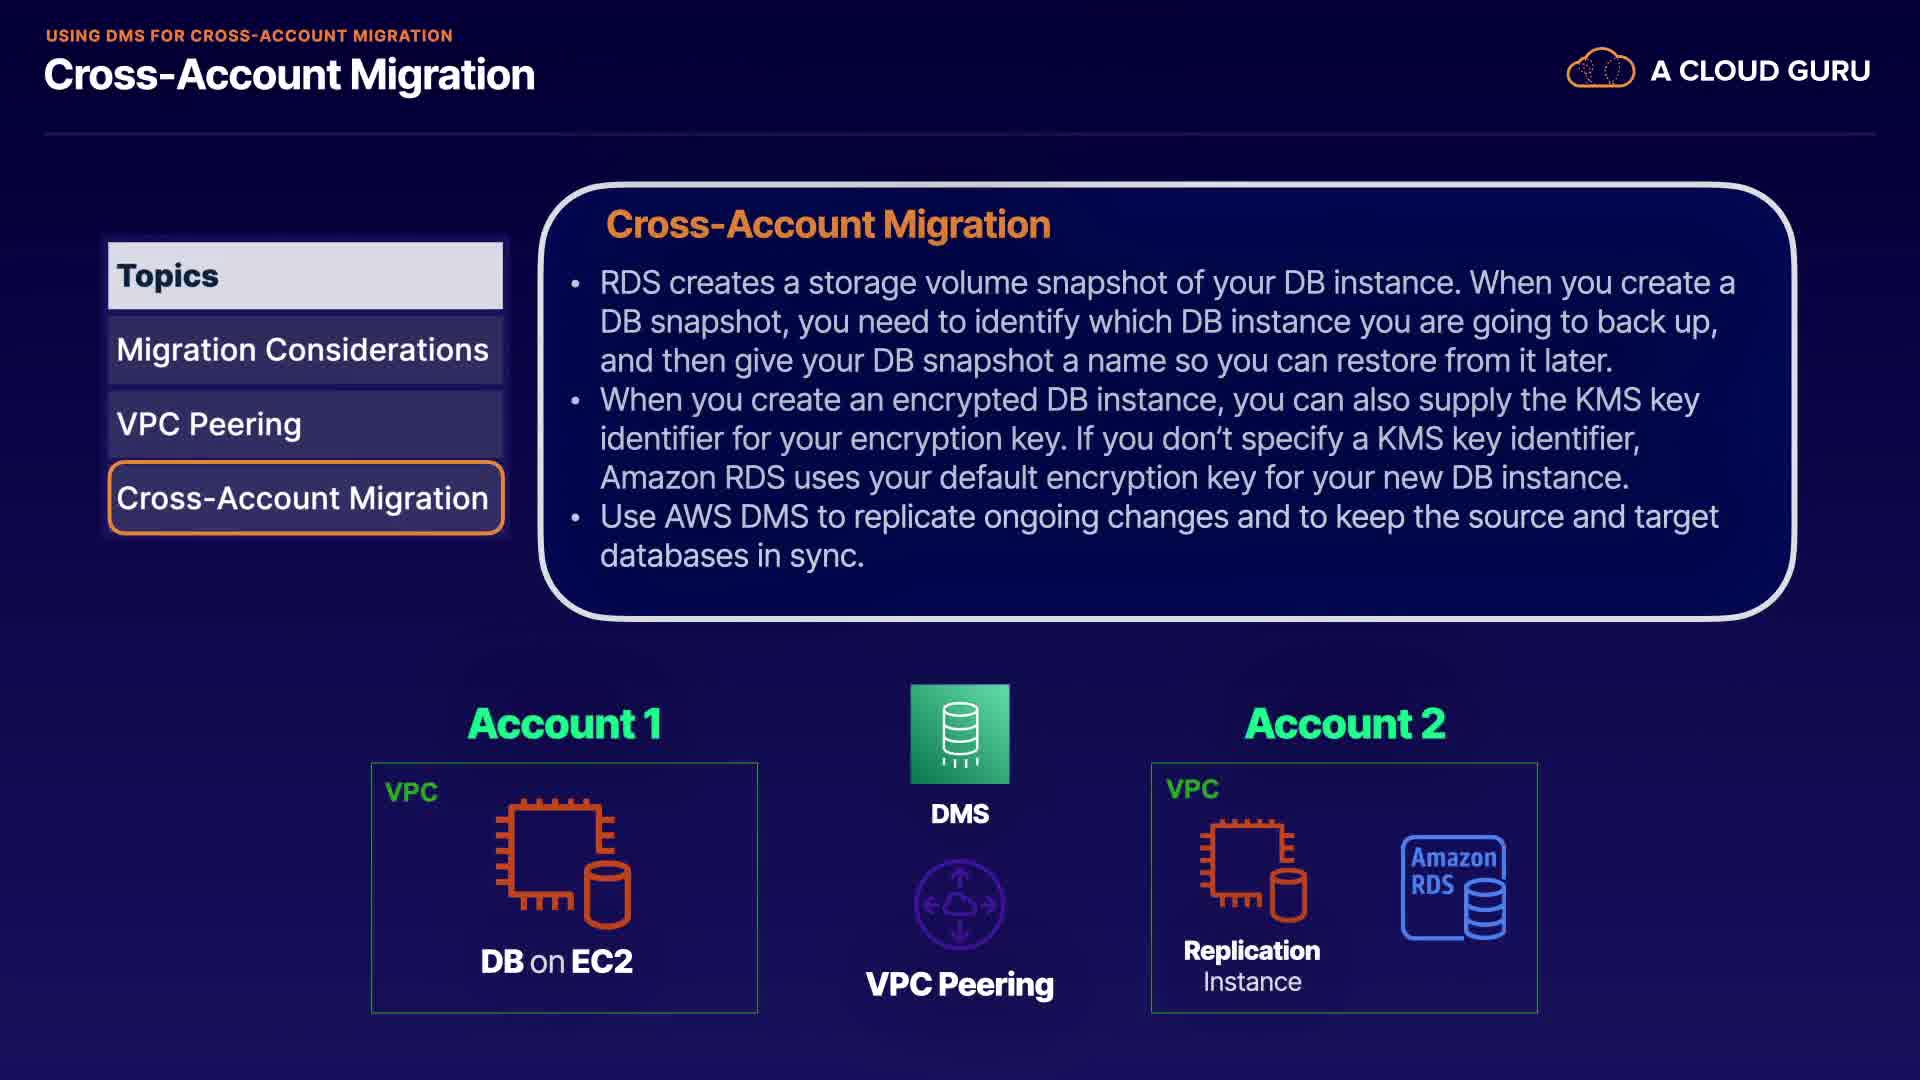 USING DMS FOR CROSS-ACCOUNT MIGRATION
Cross-Account Migration
A CLOUD GURU
Topics
Migration Considerations
VPC Peering
Cross-Account Migration
Cross-Account Migration
• RDS creates a storage volume snapshot of your DB instance. When you create a
DB snapshot, you need to identify which DB instance you are going to back up,
and then give your DB snapshot a name so you can restore from it later.
• When you create an encrypted DB instance, you can also supply the KMS key
identifier for your encryption key. If you don’t specify a KMS key identifier,
Amazon RDS uses your default encryption key for your new DB instance.
• Use AWS DMS to replicate ongoing changes and to keep the source and target
databases in sync.
Account 1
VPC
DB on EC2
DMS
VPC Peering
Account 2
VPC
Replication
Instance
Amazon
RDS